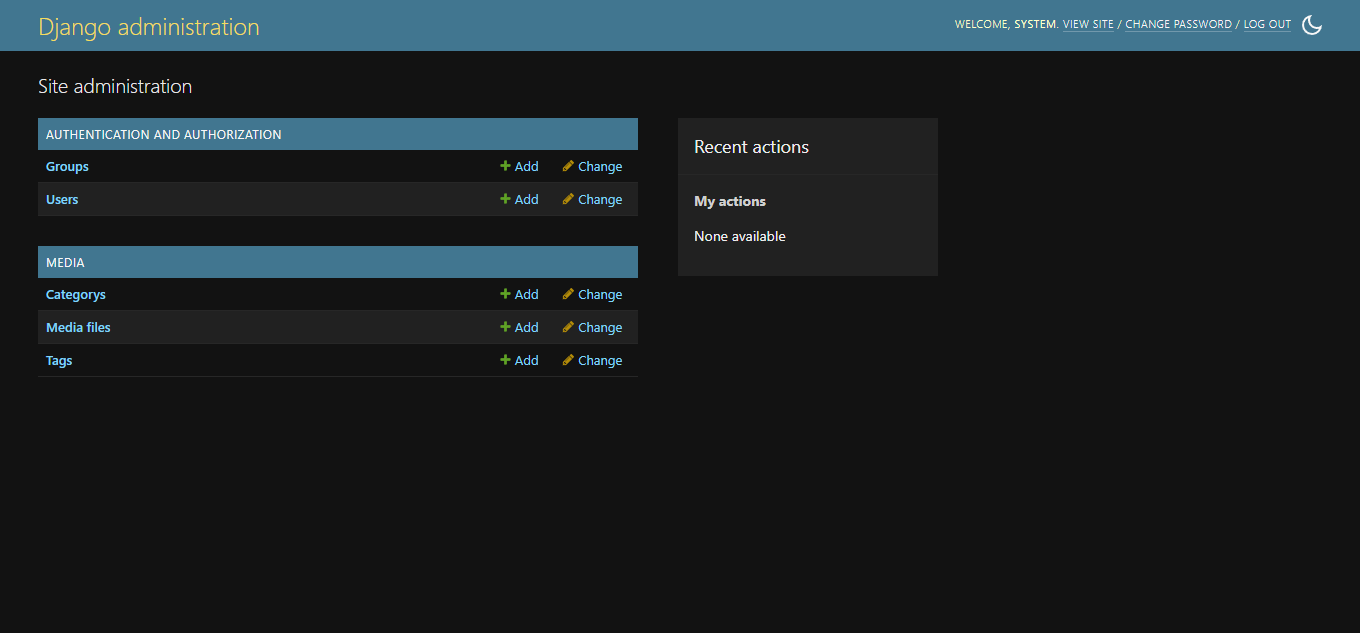 Django administration
WELCOME, SYSTEM. VIEW SITE / CHANGE PASSWORD / LOG OUT
Site administration
AUTHENTICATION AND AUTHORIZATION
Groups Add Change
Users Add Change
MEDIA
Categorys Add Change
Media files Add Change
Tags Add Change
Recent actions
My actions
None available